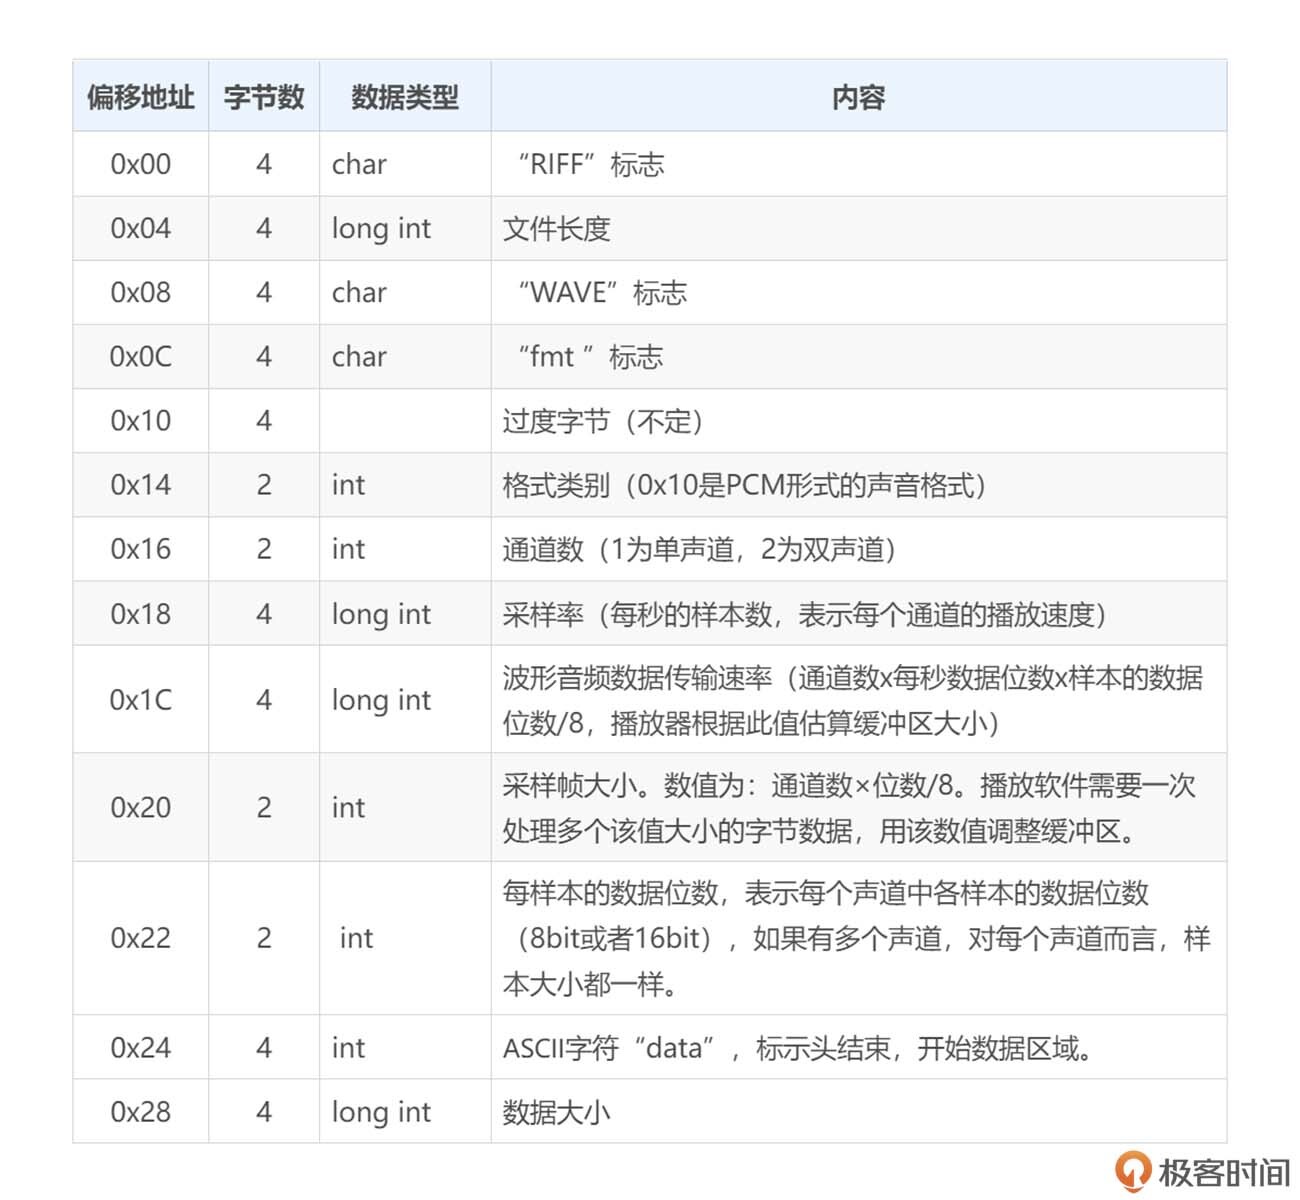 偏移地址 字节数 数据类型 内容
0x00 4 char “RIFF”标志
0x04 4 long int 文件长度
0x08 4 char “WAVE”标志
0x0C 4 char “fmt ”标志
0x10 4 过度字节（不定）
0x14 2 int 格式类别（0x10是PCM形式的声音格式）
0x16 2 int 通道数（1为单声道，2为双声道）
0x18 4 long int 采样率（每秒的样本数，表示每个通道的播放速度）
0x1C 4 long int 波形音频数据传输速率（通道数x每秒数据位数x样本的数据
位数/8，播放器根据此值估算缓冲区大小）
0x20 2 int 采样帧大小。数值为：通道数×位数/8。播放软件需要一次
处理多个该值大小的字节数据，用该数值调整缓冲区。
0x22 2 int 每样本的数据位数，表示每个声道中各样本的数据位数
（8bit或者16bit），如果有多个声道，对每个声道而言，样
本大小都一样。
0x24 4 int ASCII字符“data”，标示头结束，开始数据区域。
0x28 4 long int 数据大小
极客时间